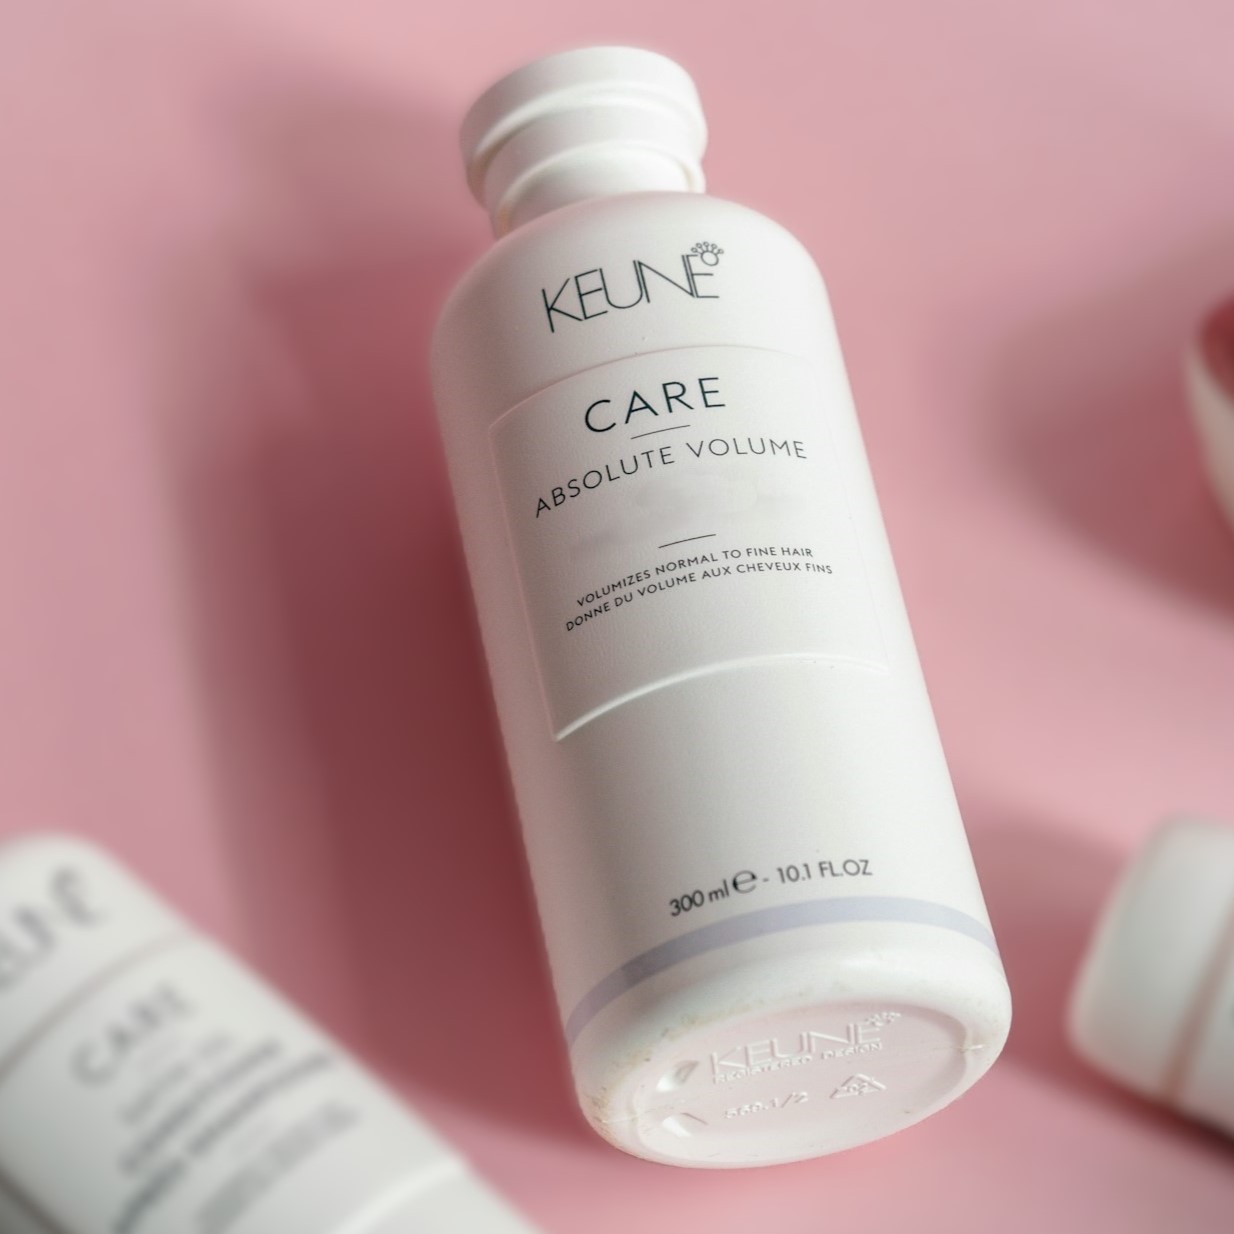 KEUNE
CARE
ABSOLUTE VOLUME
VOLUMIZES NORMAL TO FINE HAIR
DONNE DU VOLUME AUX CHEVEUX FINS
300 ml ℮ - 10.1 FL.OZ
KEUNE
REGISTERED DESIGN
CARE